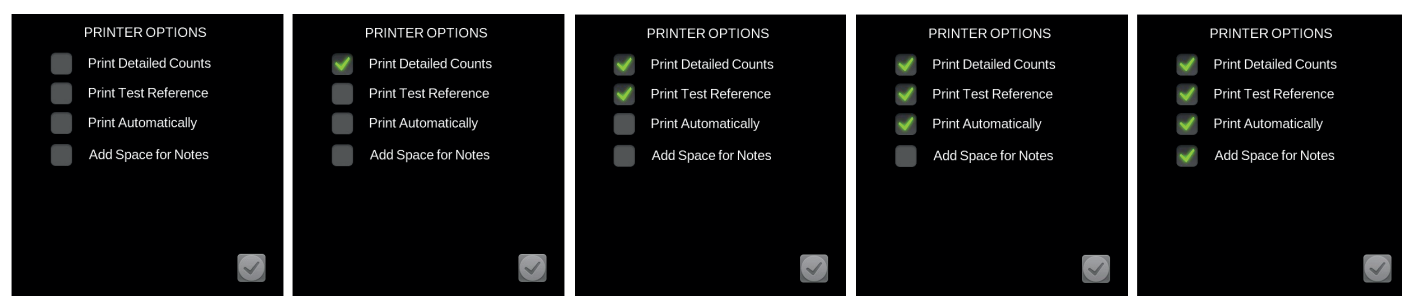 PRINTER OPTIONS
Print Detailed Counts
Print Test Reference
Print Automatically
Add Space for Notes
PRINTER OPTIONS
Print Detailed Counts
Print Test Reference
Print Automatically
Add Space for Notes
PRINTER OPTIONS
Print Detailed Counts
Print Test Reference
Print Automatically
Add Space for Notes
PRINTER OPTIONS
Print Detailed Counts
Print Test Reference
Print Automatically
Add Space for Notes
PRINTER OPTIONS
Print Detailed Counts
Print Test Reference
Print Automatically
Add Space for Notes